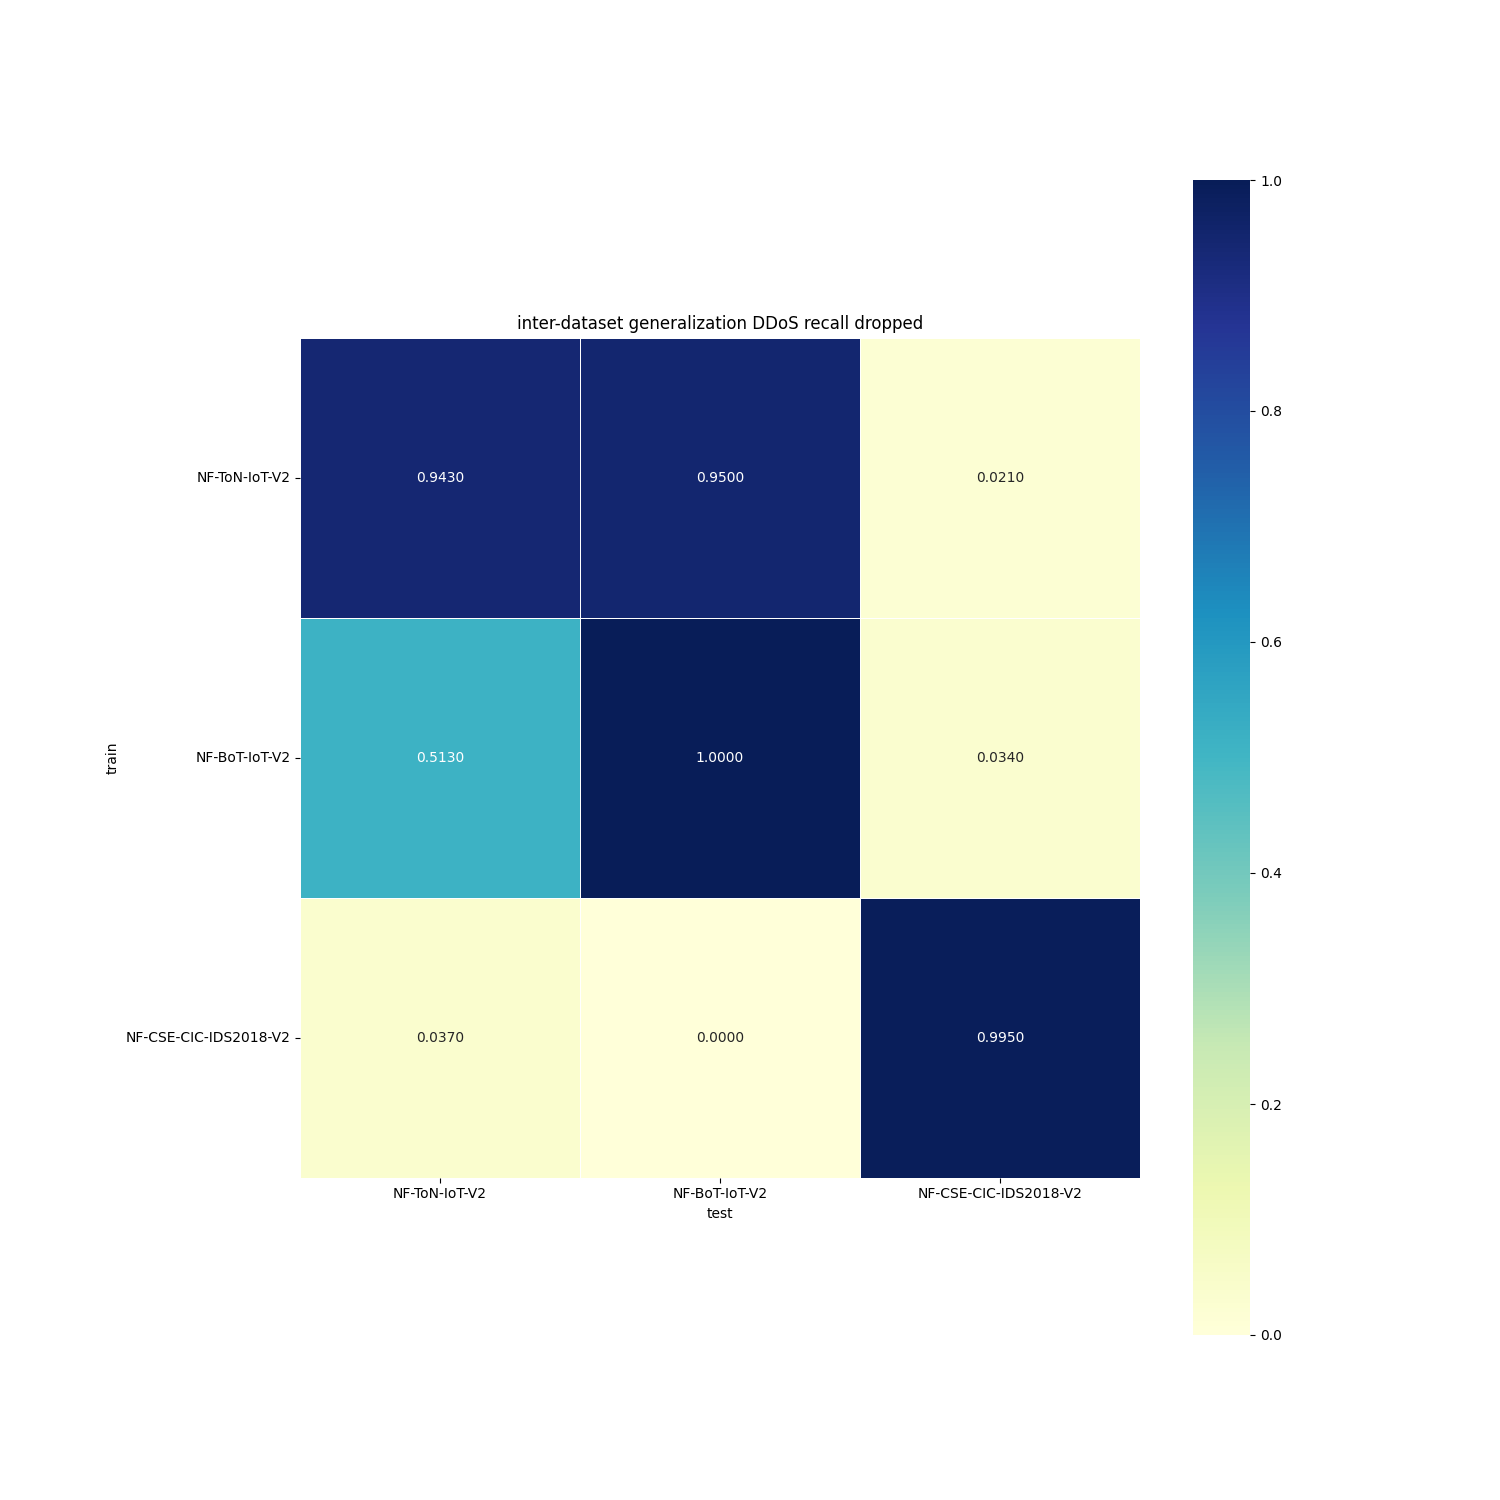 inter-dataset generalization DDoS recall dropped
train
NF-ToN-IoT-V2
0.9430 0.9500 0.0210
NF-BoT-IoT-V2
0.5130 1.0000 0.0340
NF-CSE-CIC-IDS2018-V2
0.0370 0.0000 0.9950
NF-ToN-IoT-V2 NF-BoT-IoT-V2 NF-CSE-CIC-IDS2018-V2
test
1.0
0.8
0.6
0.4
0.2
0.0